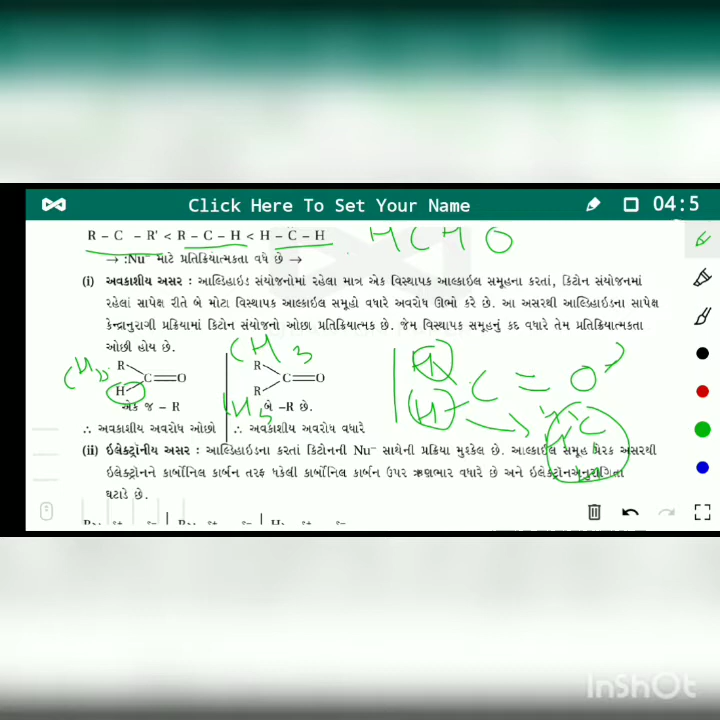 Click Here To Set Your Name 04:5
R – C – R' < R – C – H < H – C – H HCHO
→ :Nu⁻ માટે પ્રતિક્રિયાત્મકતા વધે છે →
(i) અવકાશીય અસર : આલ્ડિહાઇડ સંયોજનોમાં રહેલા માત્ર એક વિસ્થાપક આલ્કાઇલ સમૂહના કરતાં, કિટોન સંયોજનમાં
રહેલાં સાપેક્ષ રીતે બે મોટા વિસ્થાપક આલ્કાઇલ સમૂહો વધારે અવરોધ ઊભો કરે છે. આ અસરથી આલ્ડિહાઇડના સાપેક્ષ
કેન્દ્રાનુરાગી પ્રક્રિયામાં કિટોન સંયોજનો ઓછા પ્રતિક્રિયાત્મક છે. જેમ વિસ્થાપક સમૂહનું કદ વધારે તેમ પ્રતિક્રિયાત્મકતા
ઓછી હોય છે.
CH3
R R
C=O C=O C=O
H R H
એક જ – R બે –R છે.
∴ અવકાશીય અવરોધ ઓછો ∴ અવકાશીય અવરોધ વધારે
(ii) ઇલેક્ટ્રૉનીય અસર : આલ્ડિહાઇડના કરતાં કિટોનની Nu⁻ સાથેની પ્રક્રિયા મુશ્કેલ છે. આલ્કાઇલ સમૂહ પ્રેરક અસરથી
ઇલેક્ટ્રોનને કાર્બોનિલ કાર્બન તરફ ધકેલી કાર્બોનિલ કાર્બન ઉપર ઋણભાર વધારે છે અને ઇલેક્ટ્રોનઅનુરાગિતા
ઘટાડે છે.
InShOt